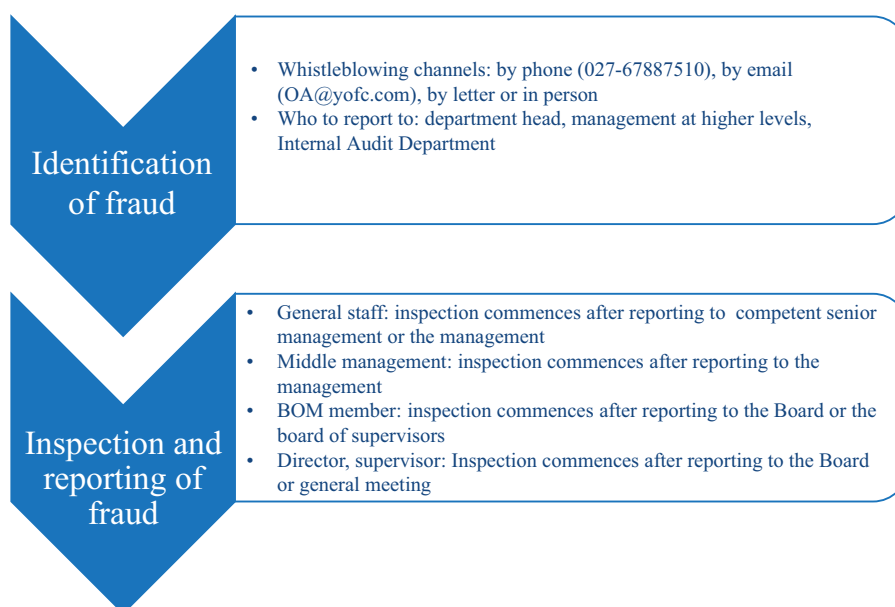 Identification
of fraud
• Whistleblowing channels: by phone (027-67887510), by email
(OA@yofc.com), by letter or in person
• Who to report to: department head, management at higher levels,
Internal Audit Department
Inspection and
reporting of
fraud
• General staff: inspection commences after reporting to competent senior
management or the management
• Middle management: inspection commences after reporting to the
management
• BOM member: inspection commences after reporting to the Board or the
board of supervisors
• Director, supervisor: Inspection commences after reporting to the Board
or general meeting